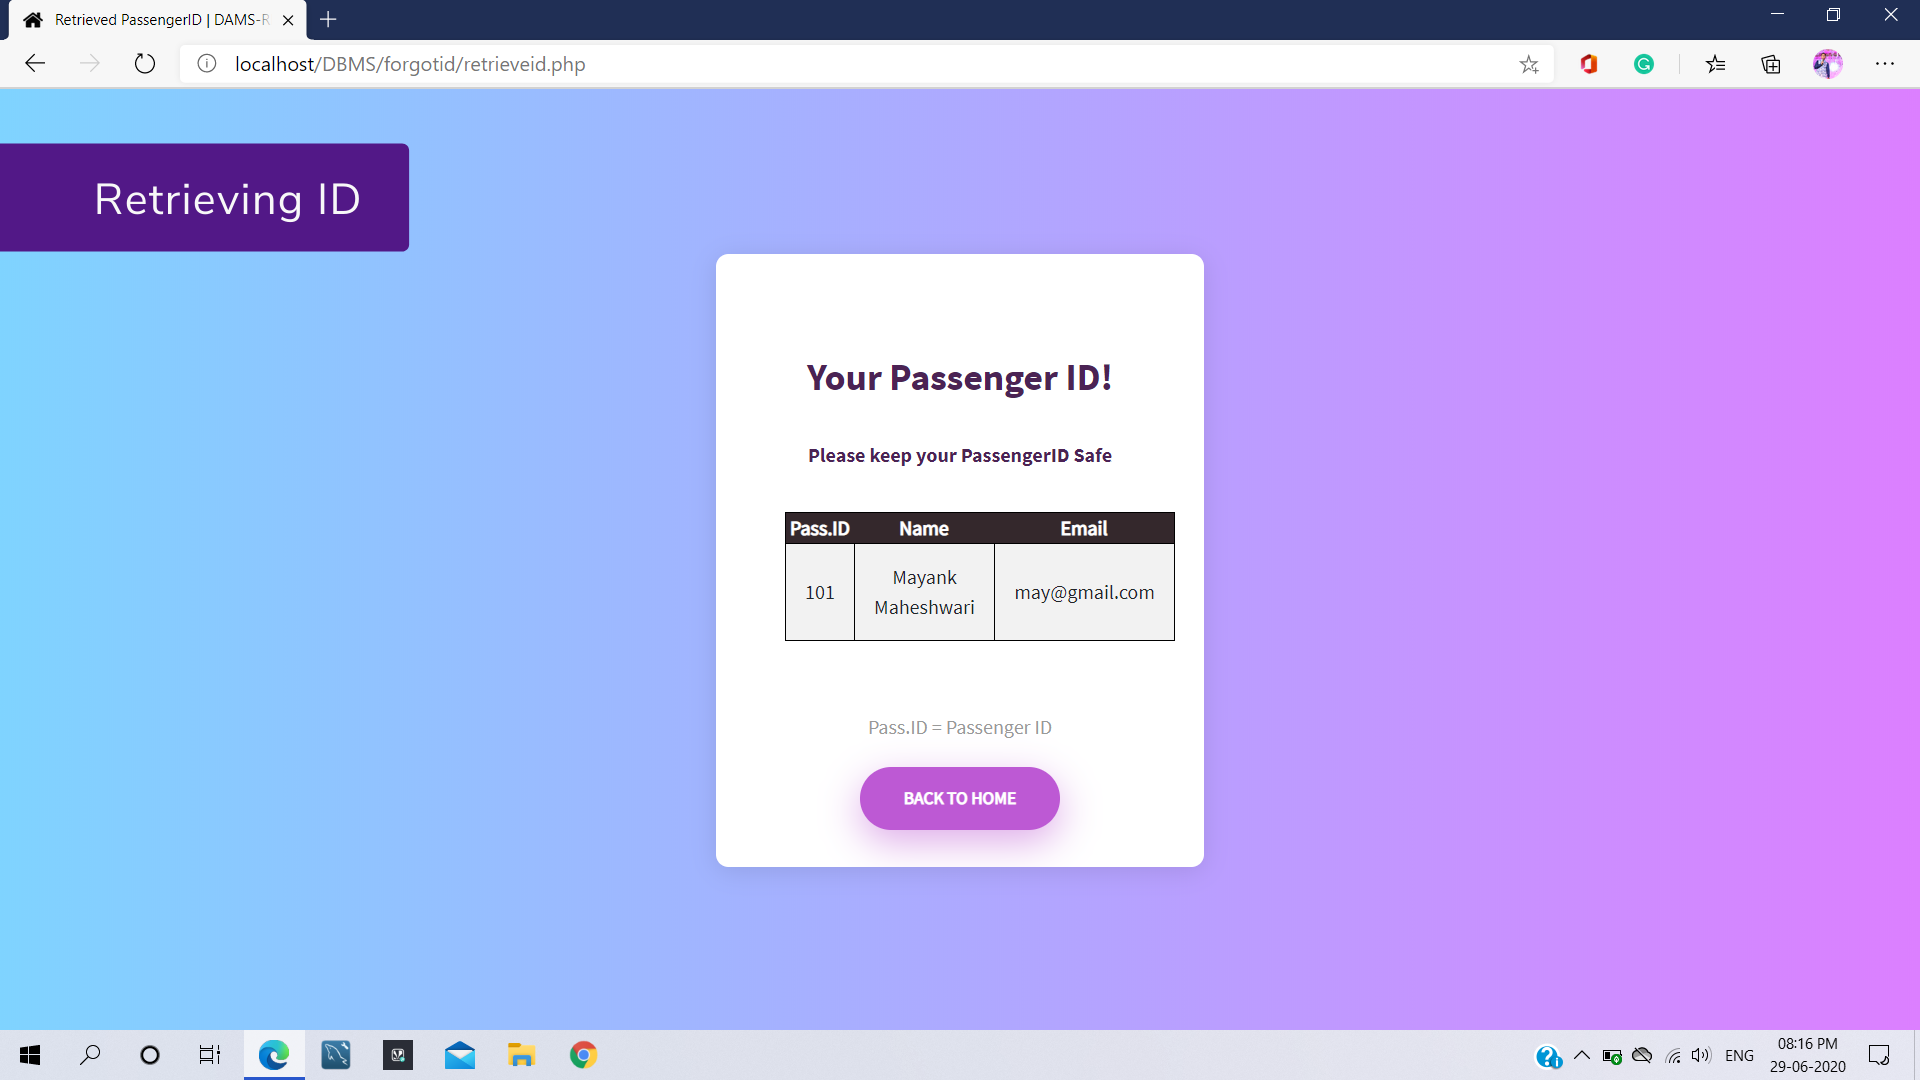 Retrieved PassengerID | DAMS-R
localhost/DBMS/forgotid/retrieveid.php
Retrieving ID
Your Passenger ID!
Please keep your PassengerID Safe
Pass.ID Name Email
101 Mayank Maheshwari may@gmail.com
Pass.ID = Passenger ID
BACK TO HOME
ENG
08:16 PM
29-06-2020